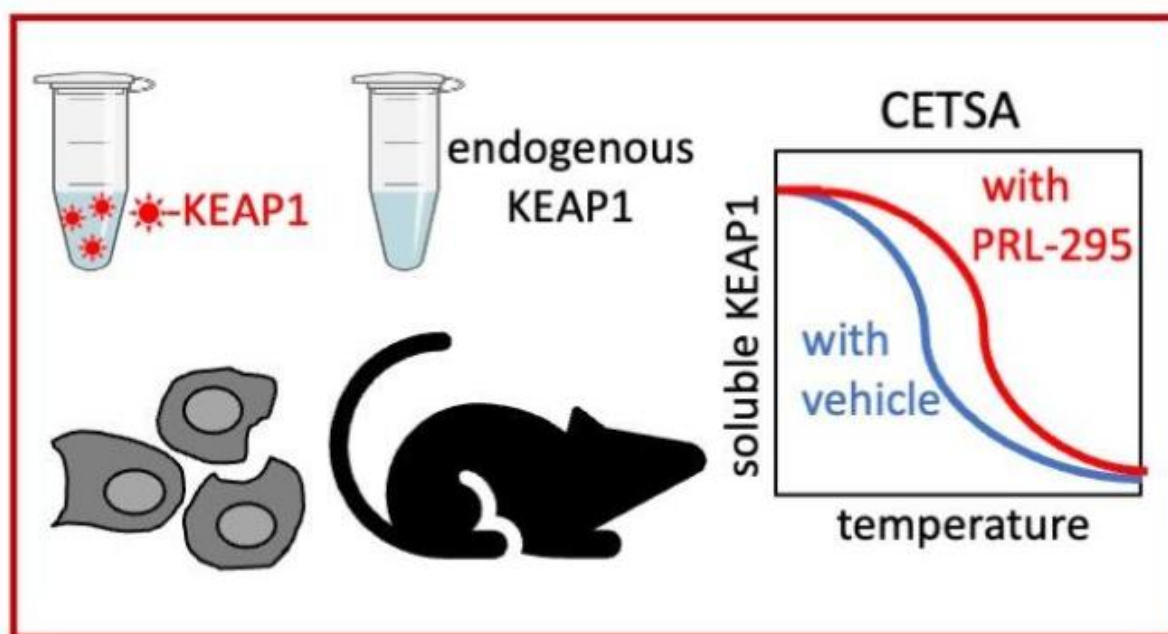 -KEAP1
endogenous
KEAP1
CETSA
soluble KEAP1
with
PRL-295
with
vehicle
temperature